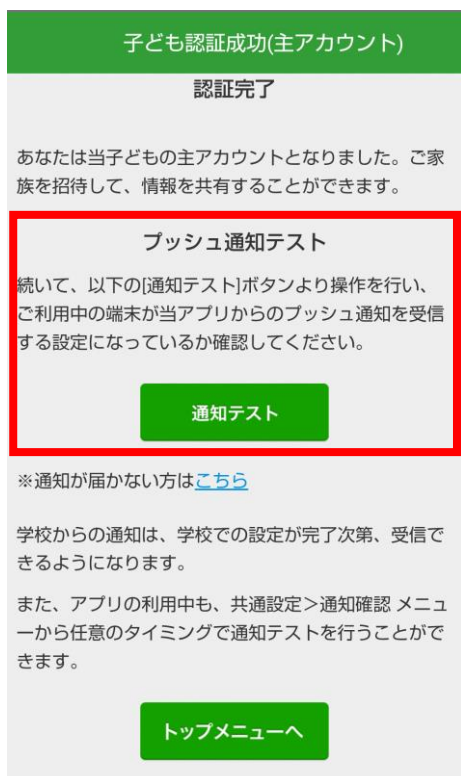 子ども認証成功(主アカウント)
認証完了
あなたは当子どもの主アカウントとなりました。ご家
族を招待して、情報を共有することができます。
プッシュ通知テスト
続いて、以下の[通知テスト]ボタンより操作を行い、
ご利用中の端末が当アプリからのプッシュ通知を受信
する設定になっているか確認してください。
通知テスト
※通知が届かない方はこちら
学校からの通知は、学校での設定が完了次第、受信で
きるようになります。
また、アプリの利用中も、共通設定＞通知確認 メニュ
ーから任意のタイミングで通知テストを行うことがで
きます。
トップメニューへ